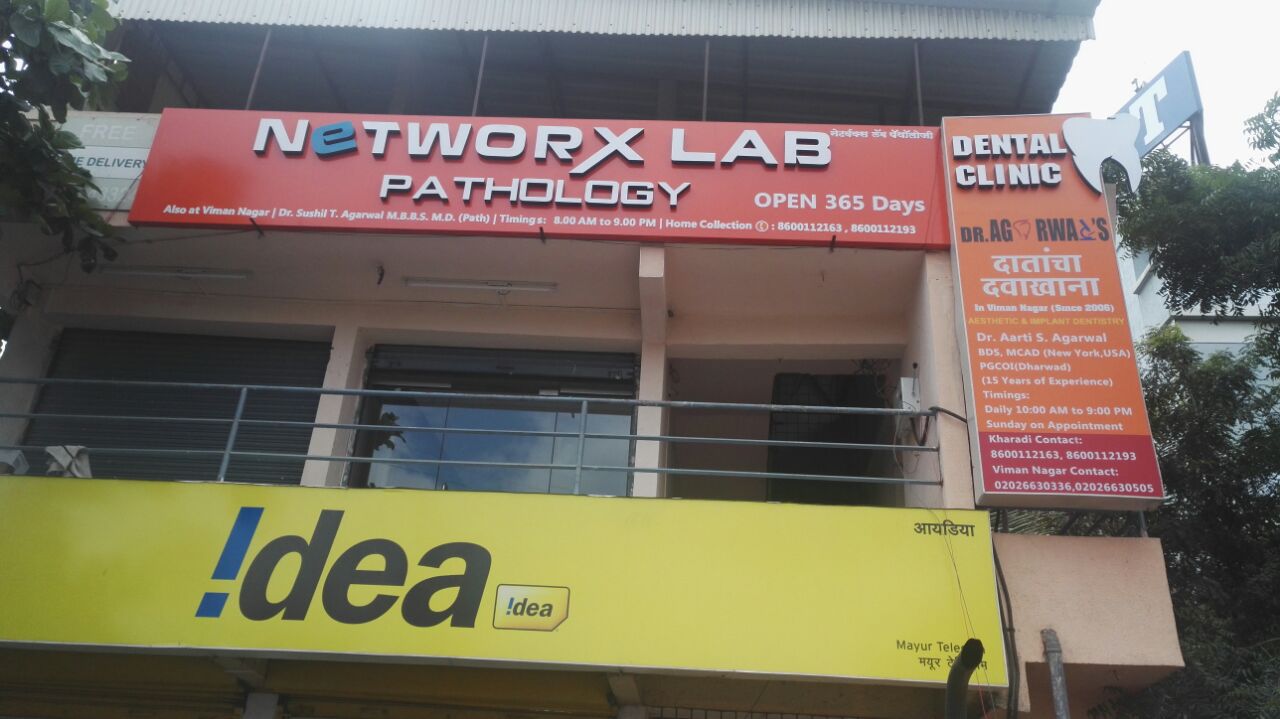 FREE
DELIVERY
NeTWORX LAB
नेटवर्क्स लॅब पॅथॉलॉजी
PATHOLOGY
OPEN 365 Days
Also at Viman Nagar | Dr. Sushil T. Agarwal M.B.B.S. M.D. (Path) | Timings: 8.00 AM to 9.00 PM | Home Collection : 8600112163 , 8600112193
DENTAL
CLINIC
DR.AGARWAL'S
दातांचा
दवाखाना
In Viman Nagar (Since 2006)
AESTHETIC & IMPLANT DENTISTRY
Dr. Aarti S. Agarwal
BDS, MCAD (New York,USA)
PGCOI(Dharwad)
(15 Years of Experience)
Timings:
Daily 10:00 AM to 9:00 PM
Sunday on Appointment
Kharadi Contact:
8600112163, 8600112193
Viman Nagar Contact:
02026630336,02026630505
आयडिया
!dea
!dea
Mayur
मयूर